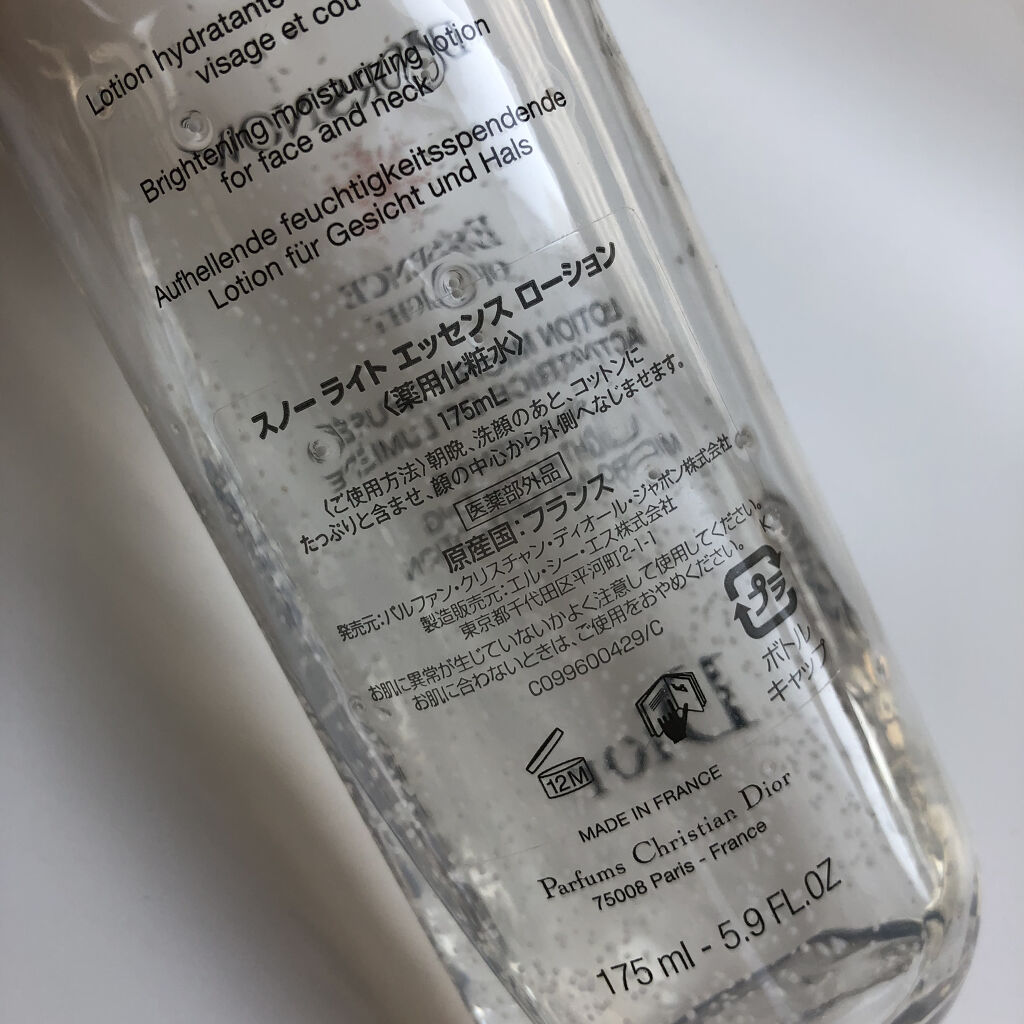 Lotion hydratante
visage et cou
Brightening moisturizing lotion
for face and neck
Aufhellende feuchtigkeitsspendende
Lotion für Gesicht und Hals
スノー ライト エッセンス ローション
〈薬用化粧水〉
175mL
〈ご使用方法〉朝晩、洗顔のあと、コットンに
たっぷりと含ませ、顔の中心から外側へなじませます。
医薬部外品
原産国:フランス
発売元:パルファン・クリスチャン・ディオール・ジャポン株式会社
製造販売元:エル・シー・エス株式会社
東京都千代田区平河町2-1-1
お肌に異常が生じていないかよく注意して使用してください。
お肌に合わないときは、ご使用をおやめください。
C099600429/C
プラ
ボトル
キャップ
12M
MADE IN FRANCE
Parfums Christian Dior
75008 Paris - France
175 ml - 5.9 FL.OZ